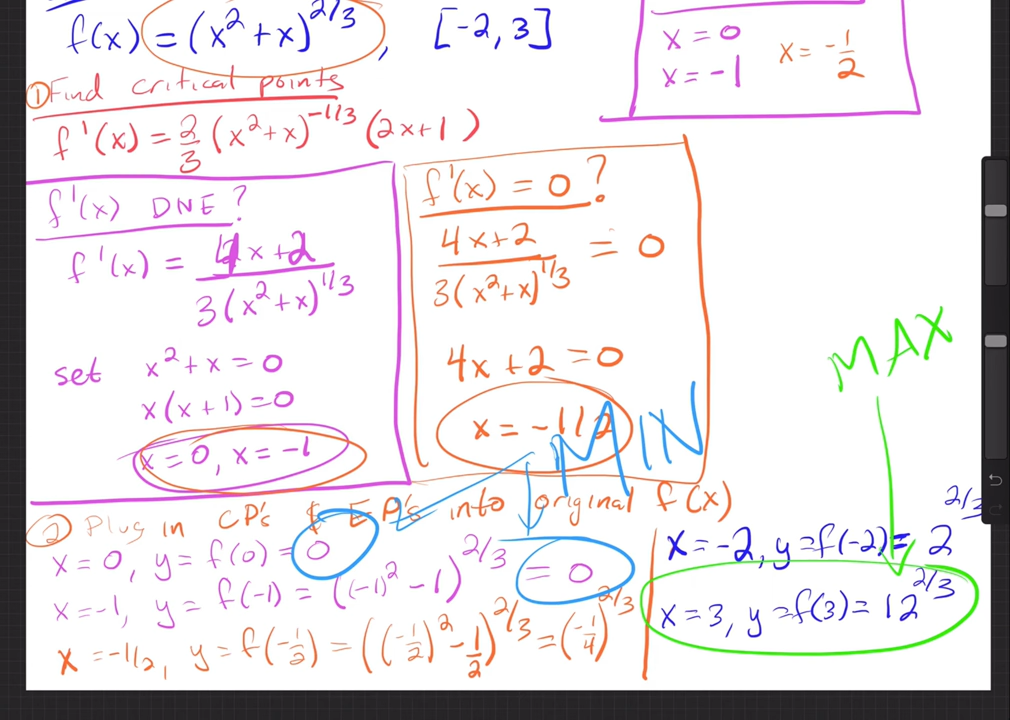 f(x) = (x² + x)^(2/3), [-2, 3]
x = 0
x = -1
x = -1/2
① Find critical points
f'(x) = 2/3 (x² + x)^(-1/3) (2x+1)
f'(x) DNE?
f'(x) = (4x + 2) / (3(x² + x)^(1/3))
set x² + x = 0
x(x + 1) = 0
x = 0, x = -1
f'(x) = 0?
(4x + 2) / (3(x² + x)^(1/3)) = 0
4x + 2 = 0
x = -1/2
MIN
MAX
② Plug in CP's & EP's into original f(x)
x = 0, y = f(0) = 0
x = -1, y = f(-1) = ((-1)² - 1)^(2/3) = 0
x = -1/2, y = f(-1/2) = ((-1/2)² - 1/2)^(2/3) = (-1/4)^(2/3)
x = -2, y = f(-2) = 2^(2/3)
x = 3, y = f(3) = 12^(2/3)